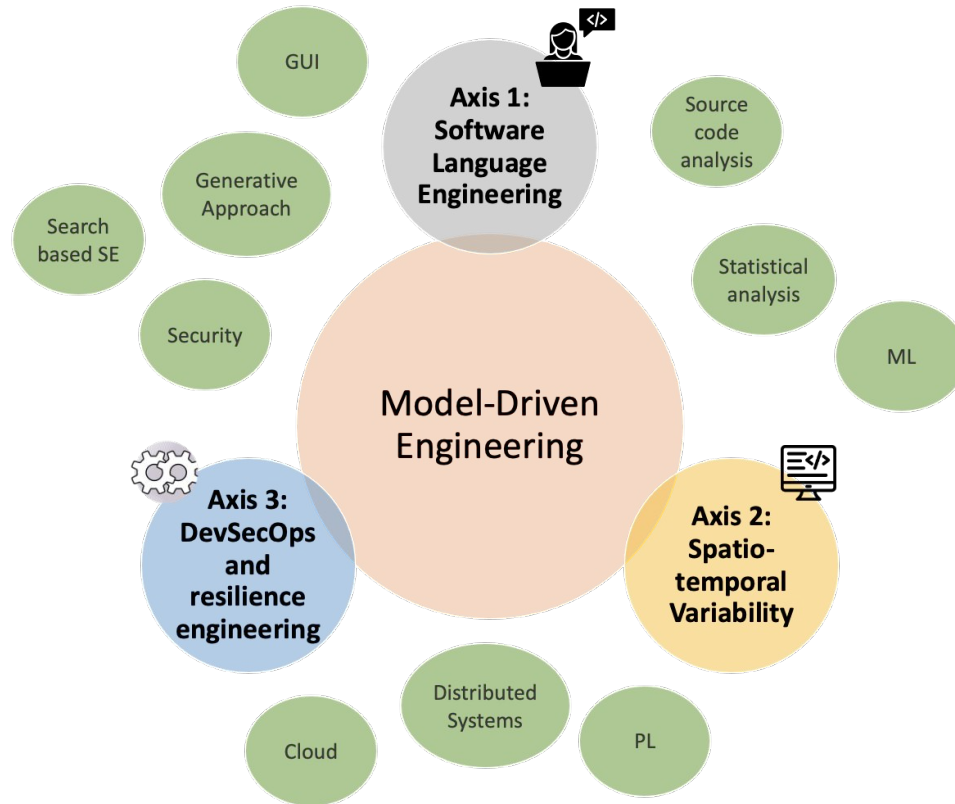 GUI
</>
Axis 1:
Software
Language
Engineering
Source
code
analysis
Generative
Approach
Search
based SE
Statistical
analysis
Security
ML
Model-Driven
Engineering
</>
Axis 3:
DevSecOps
and
resilience
engineering
Axis 2:
Spatio-
temporal
Variability
Distributed
Systems
Cloud
PL